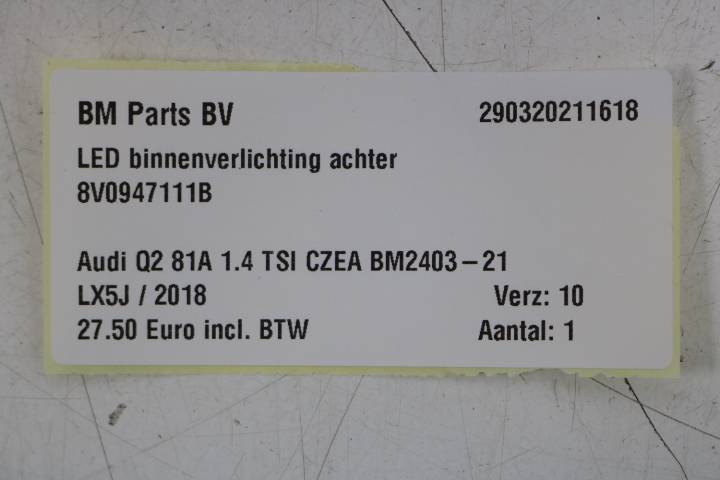 BM Parts BV 290320211618
LED binnenverlichting achter
8V0947111B
Audi Q2 81A 1.4 TSI CZEA BM2403-21
LX5J / 2018 Verz: 10
27.50 Euro incl. BTW Aantal: 1